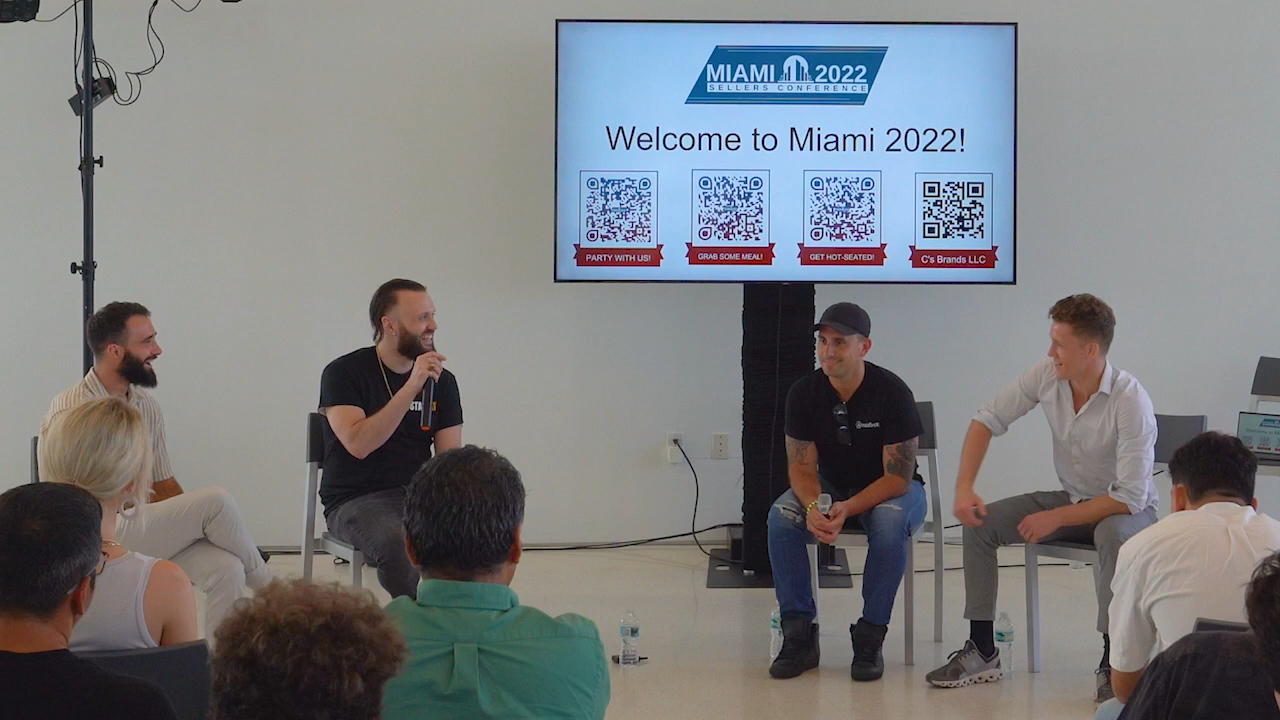 MIAMI 2022
SELLERS CONFERENCE
Welcome to Miami 2022!
PARTY WITH US!
GRAB SOME MEAL!
GET HOT-SEATED!
C's Brands LLC